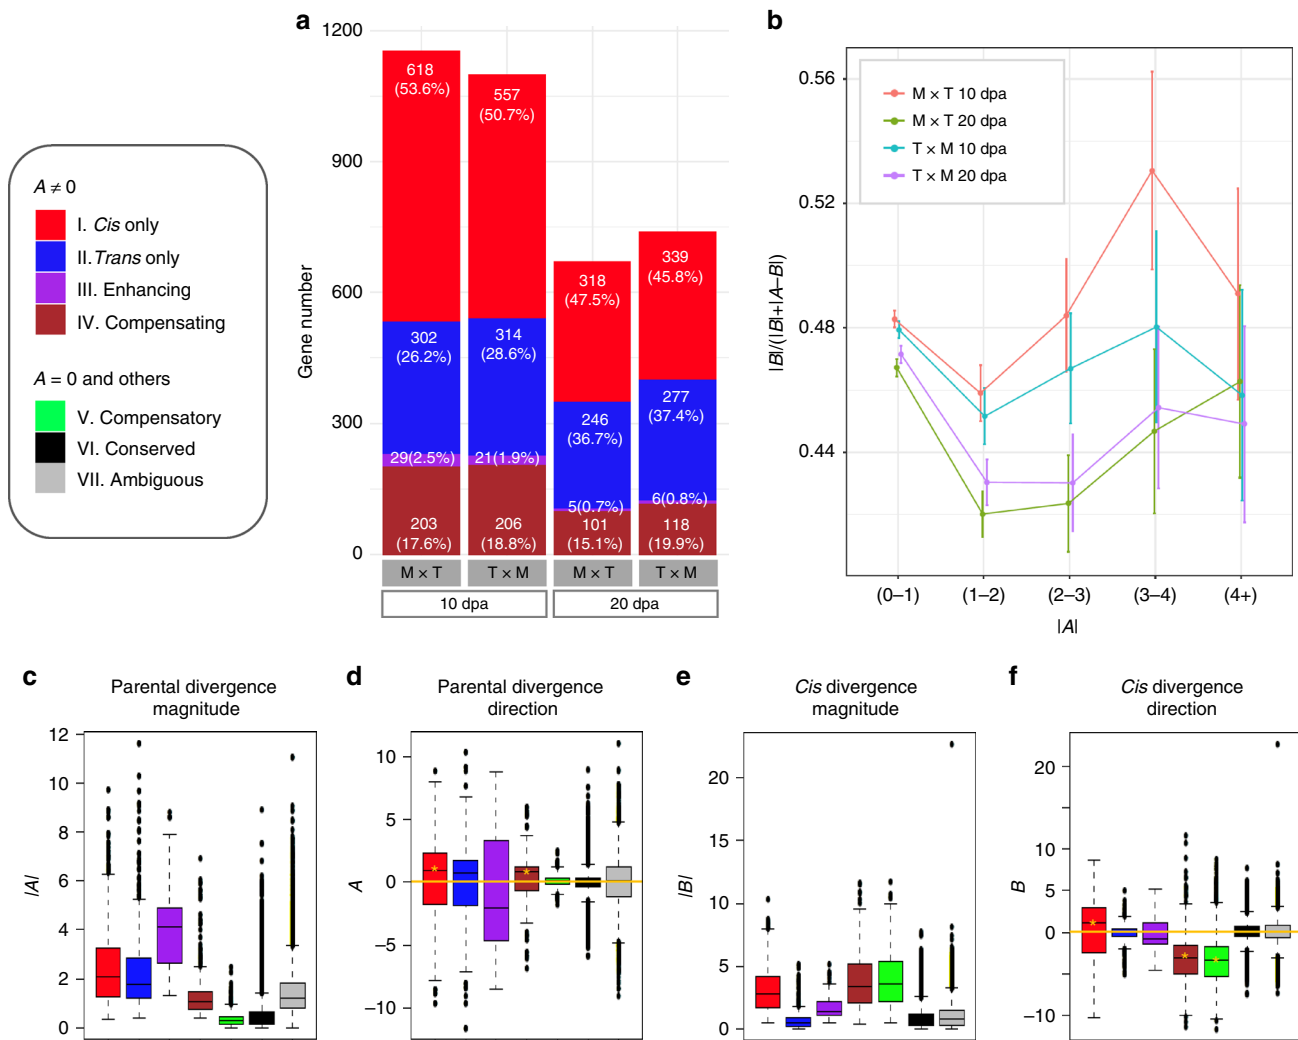 a
1200
900
600
300
0
Gene number
618
(53.6%)
557
(50.7%)
318
(47.5%)
339
(45.8%)
302
(26.2%)
314
(28.6%)
246
(36.7%)
277
(37.4%)
29(2.5%)
21(1.9%)
5(0.7%)
6(0.8%)
203
(17.6%)
206
(18.8%)
101
(15.1%)
118
(19.9%)
M × T
T × M
M × T
T × M
10 dpa
20 dpa
A ≠ 0
I. Cis only
II.Trans only
III. Enhancing
IV. Compensating
A = 0 and others
V. Compensatory
VI. Conserved
VII. Ambiguous
b
0.56
0.52
0.48
0.44
|B|/(|B|+|A–B|)
M × T 10 dpa
M × T 20 dpa
T × M 10 dpa
T × M 20 dpa
(0–1)
(1–2)
(2–3)
(3–4)
(4+)
|A|
c
Parental divergence
magnitude
12
10
8
6
4
2
0
|A|
d
Parental divergence
direction
10
5
0
−5
−10
A
e
Cis divergence
magnitude
20
15
10
5
0
|B|
f
Cis divergence
direction
20
10
5
0
−10
B